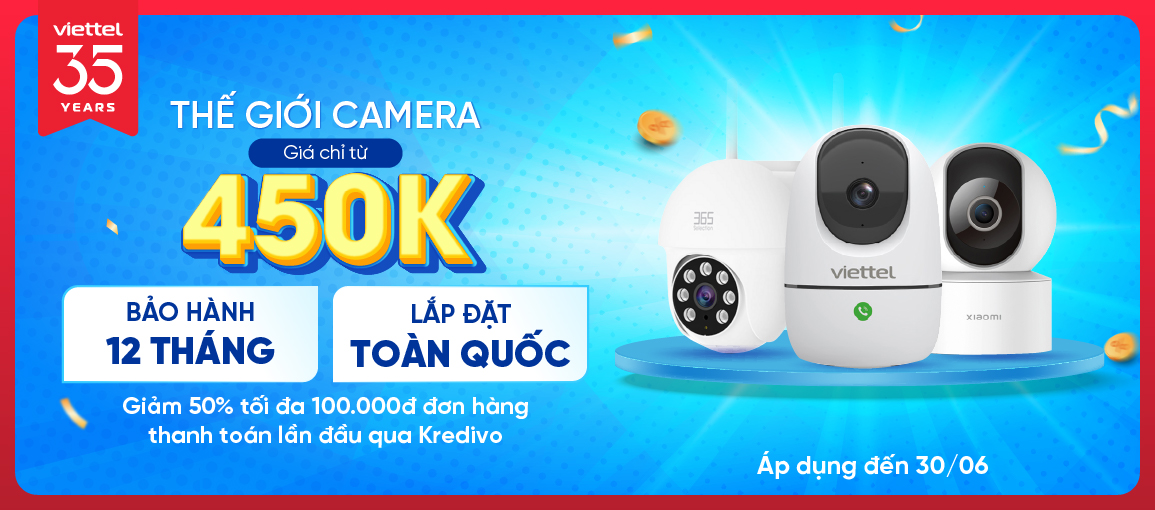 viettel
35
YEARS
THẾ GIỚI CAMERA
Giá chỉ từ
450K
BẢO HÀNH
12 THÁNG
LẮP ĐẶT
TOÀN QUỐC
Giảm 50% tối đa 100.000đ đơn hàng
thanh toán lần đầu qua Kredivo
365
Selection
viettel
xiaomi
Áp dụng đến 30/06